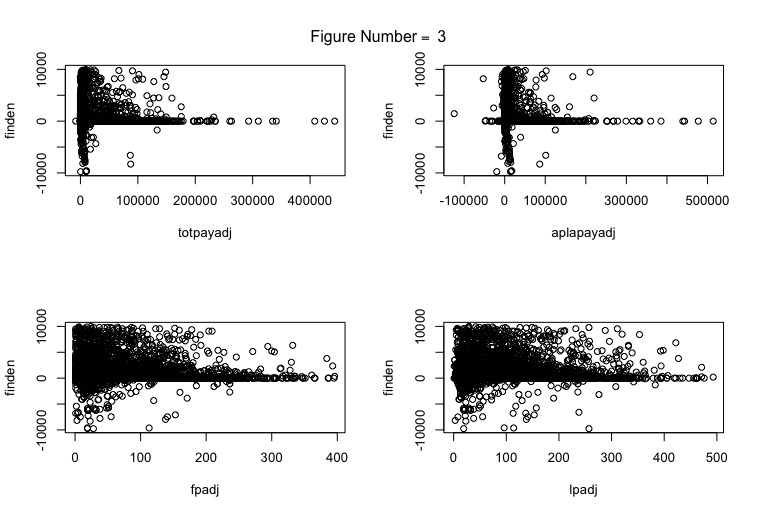 Figure Number = 3
finden
10000
0
-10000
0 100000 200000 300000 400000
totpayadj
finden
10000
0
-10000
-100000 0 100000 300000 500000
aplapayadj
finden
10000
0
-10000
0 100 200 300 400
fpadj
finden
10000
0
-10000
0 100 200 300 400 500
lpadj